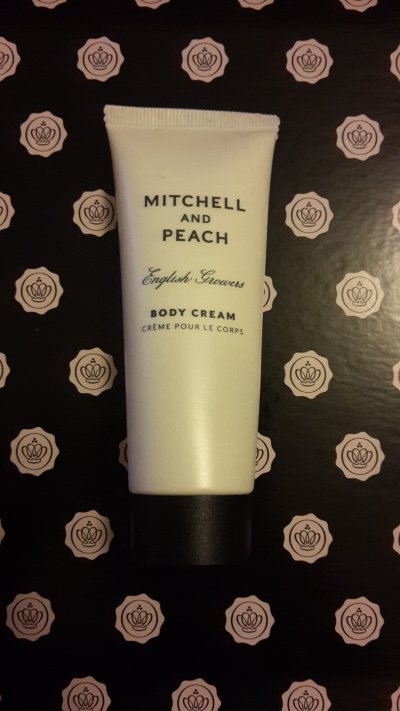 MITCHELL
AND
PEACH
English Growers
BODY CREAM
CRÈME POUR LE CORPS